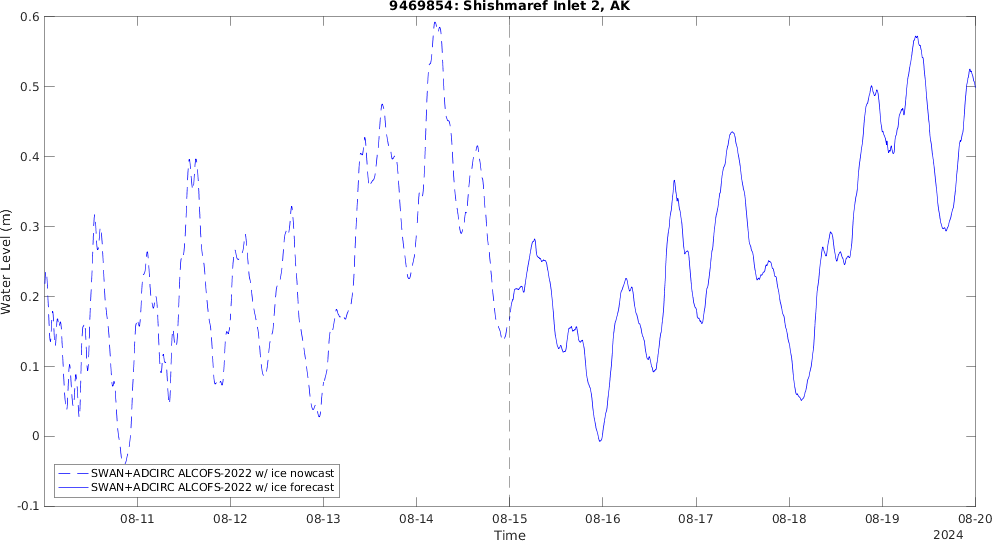 9469854: Shishmaref Inlet 2, AK
Water Level (m)
0.6
0.5
0.4
0.3
0.2
0.1
0
-0.1
SWAN+ADCIRC ALCOFS-2022 w/ ice nowcast
SWAN+ADCIRC ALCOFS-2022 w/ ice forecast
08-11 08-12 08-13 08-14 08-15 08-16 08-17 08-18 08-19 08-20
Time
2024